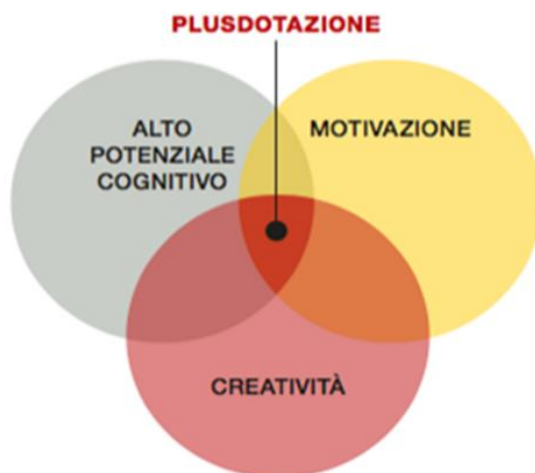 PLUSDOTAZIONE
ALTO
POTENZIALE
COGNITIVO
MOTIVAZIONE
CREATIVITÀ